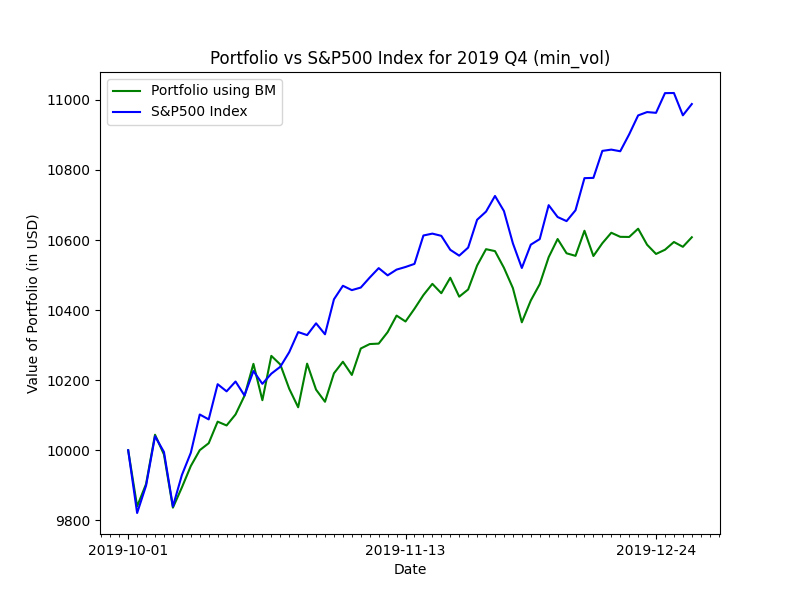 Portfolio vs S&P500 Index for 2019 Q4 (min_vol)
Portfolio using BM
S&P500 Index
Value of Portfolio (in USD)
11000
10800
10600
10400
10200
10000
9800
2019-10-01
2019-11-13
2019-12-24
Date